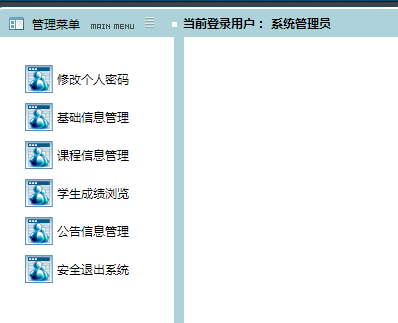 管理菜单 MAIN MENU
当前登录用户： 系统管理员
修改个人密码
基础信息管理
课程信息管理
学生成绩浏览
公告信息管理
安全退出系统